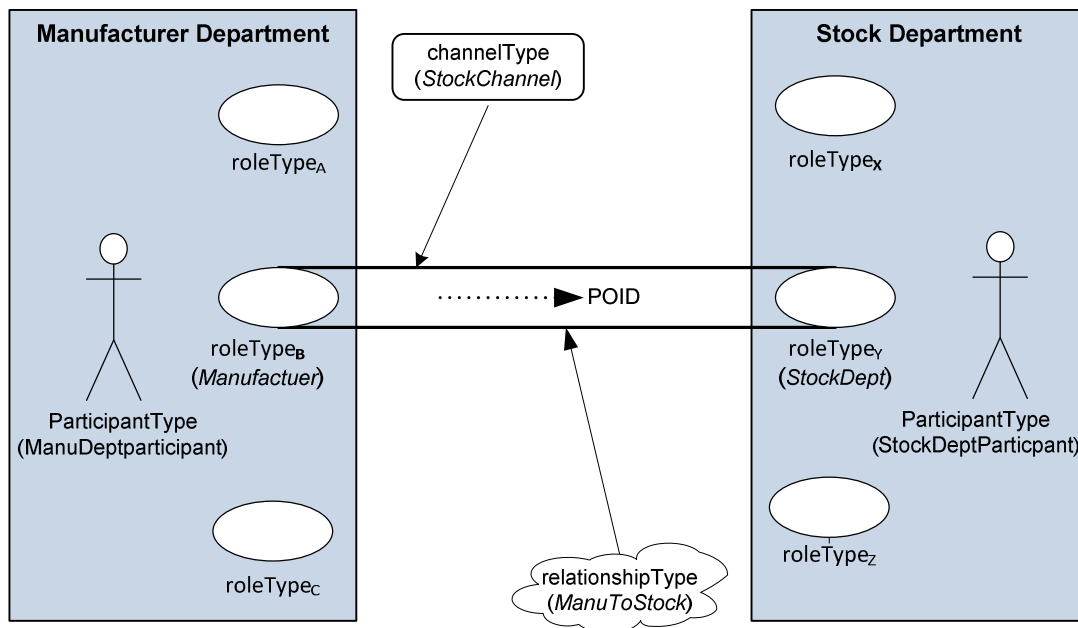 Manufacturer Department
roleTypeA
roleTypeB
(Manufactuer)
ParticipantType
(ManuDeptparticipant)
roleTypeC
channelType
(StockChannel)
POID
relationshipType
(ManuToStock)
Stock Department
roleTypeX
roleTypeY
(StockDept)
ParticipantType
(StockDeptParticpant)
roleTypeZ